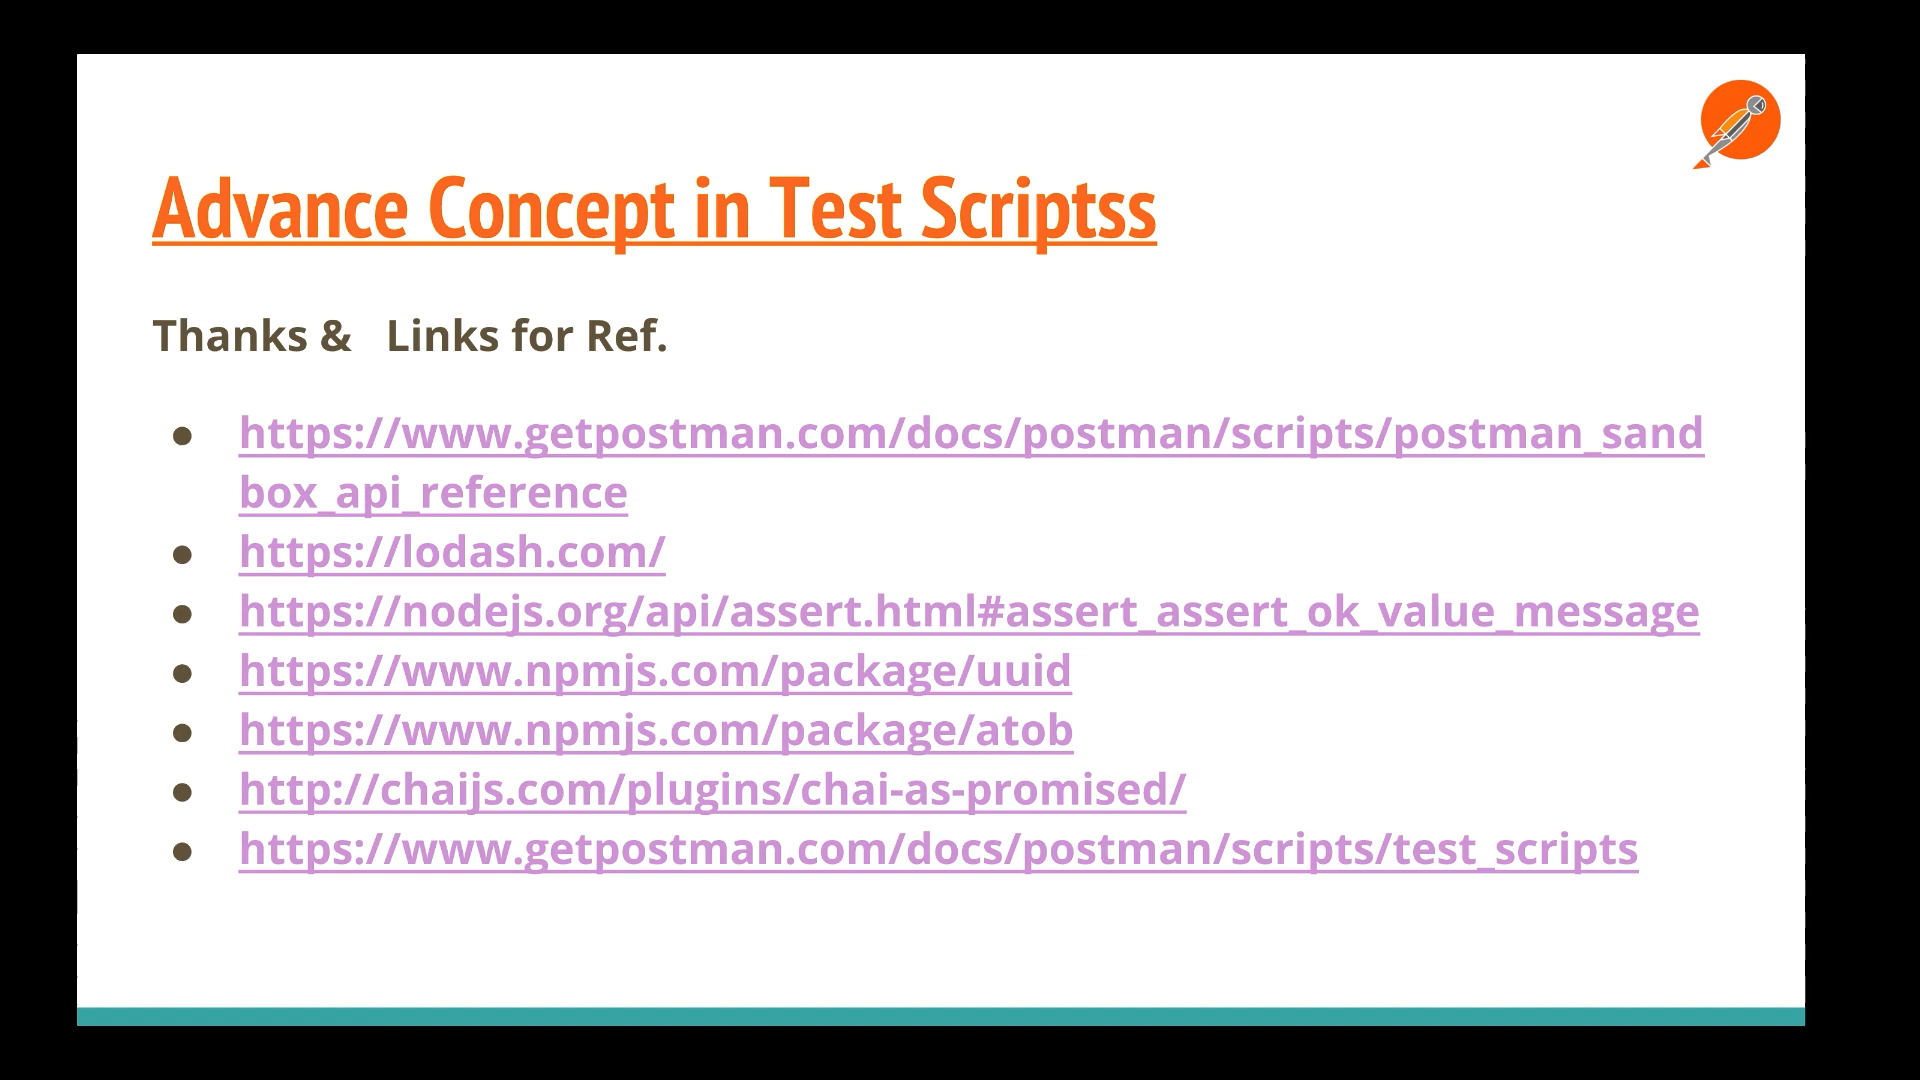 Advance Concept in Test Scriptss
Thanks &   Links for Ref.
● https://www.getpostman.com/docs/postman/scripts/postman_sand
box_api_reference
● https://lodash.com/
● https://nodejs.org/api/assert.html#assert_assert_ok_value_message
● https://www.npmjs.com/package/uuid
● https://www.npmjs.com/package/atob
● http://chaijs.com/plugins/chai-as-promised/
● https://www.getpostman.com/docs/postman/scripts/test_scripts